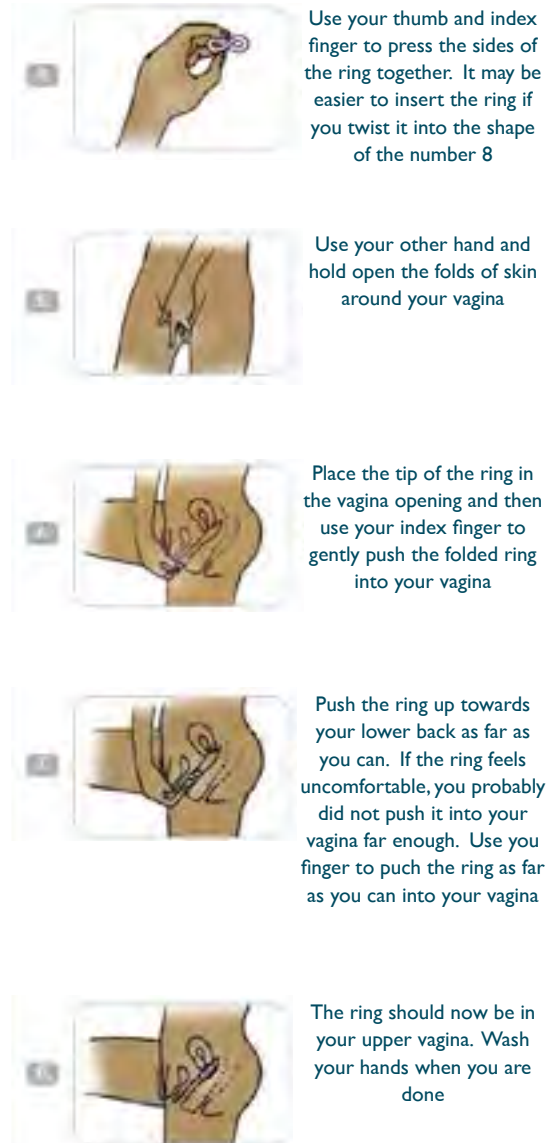 Use your thumb and index
finger to press the sides of
the ring together. It may be
easier to insert the ring if
you twist it into the shape
of the number 8
Use your other hand and
hold open the folds of skin
around your vagina
Place the tip of the ring in
the vagina opening and then
use your index finger to
gently push the folded ring
into your vagina
Push the ring up towards
your lower back as far as
you can. If the ring feels
uncomfortable, you probably
did not push it into your
vagina far enough. Use you
finger to puch the ring as far
as you can into your vagina
The ring should now be in
your upper vagina. Wash
your hands when you are
done